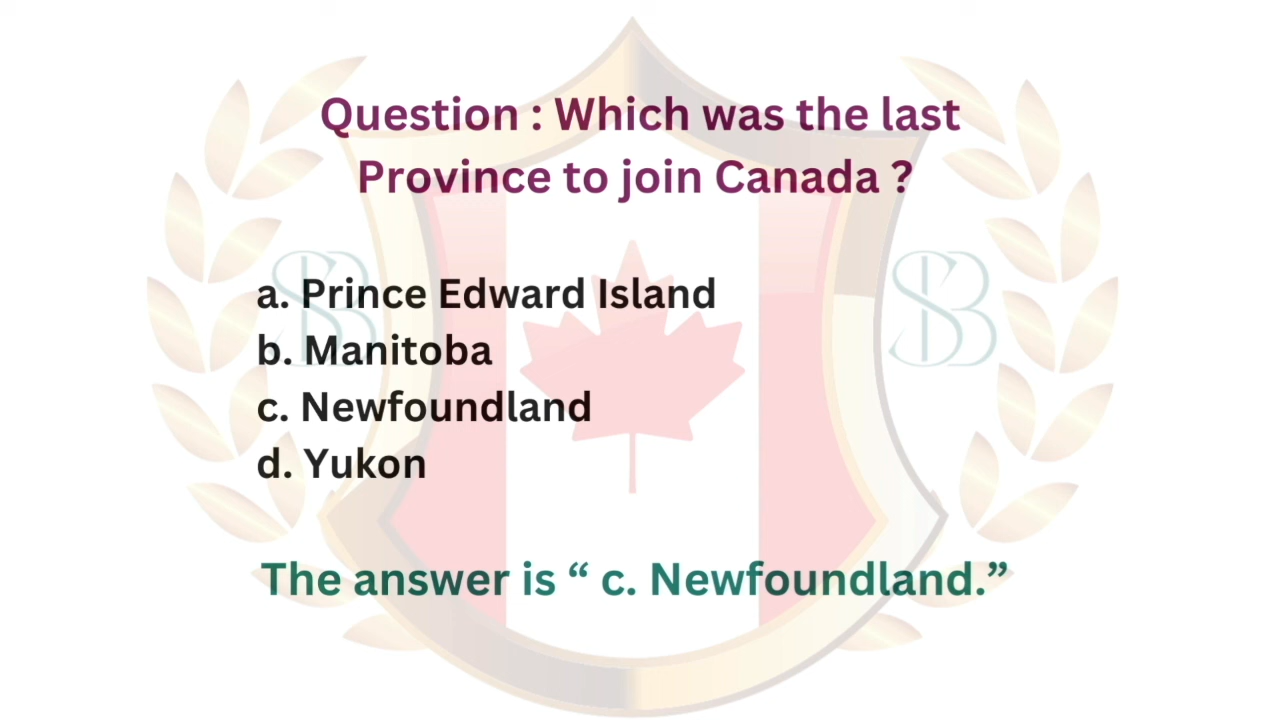 Question : Which was the last
Province to join Canada ?
a. Prince Edward Island
b. Manitoba
c. Newfoundland
d. Yukon
The answer is “ c. Newfoundland.”